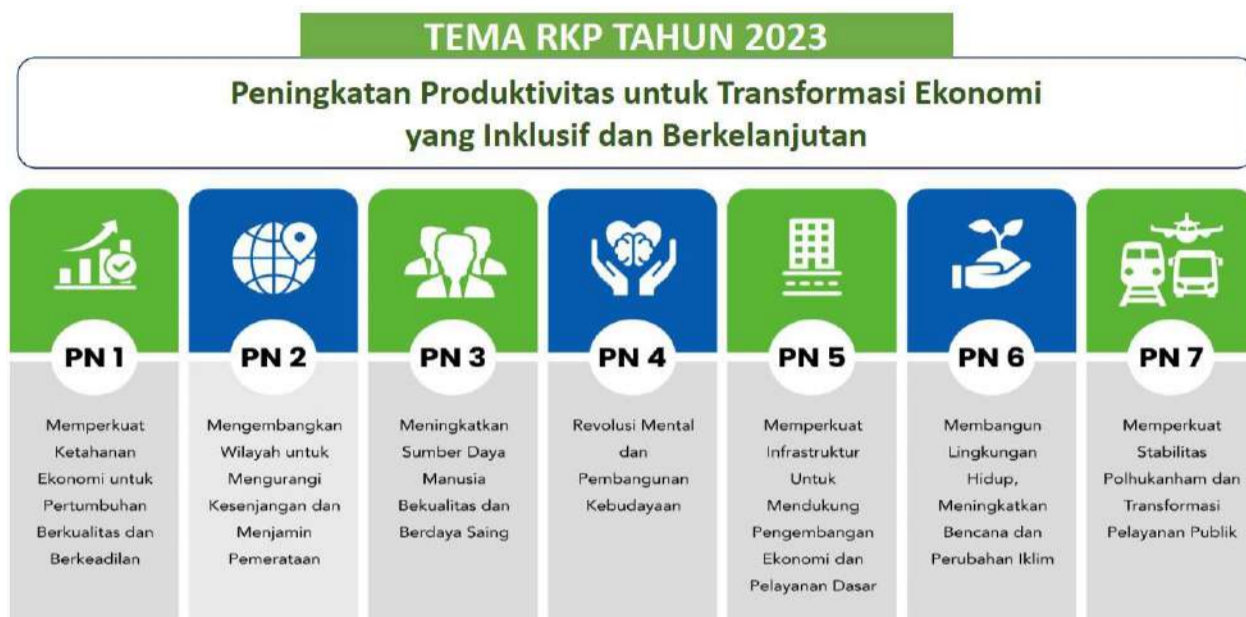 TEMA RKP TAHUN 2023
Peningkatan Produktivitas untuk Transformasi Ekonomi
yang Inklusif dan Berkelanjutan
PN 1
Memperkuat
Ketahanan
Ekonomi untuk
Pertumbuhan
Berkualitas dan
Berkeadilan
PN 2
Mengembangkan
Wilayah untuk
Mengurangi
Kesenjangan dan
Menjamin
Pemerataan
PN 3
Meningkatkan
Sumber Daya
Manusia
Bekualitas dan
Berdaya Saing
PN 4
Revolusi Mental
dan
Pembangunan
Kebudayaan
PN 5
Memperkuat
Infrastruktur
Untuk
Mendukung
Pengembangan
Ekonomi dan
Pelayanan Dasar
PN 6
Membangun
Lingkungan
Hidup,
Meningkatkan
Bencana dan
Perubahan Iklim
PN 7
Memperkuat
Stabilitas
Polhukanham dan
Transformasi
Pelayanan Publik